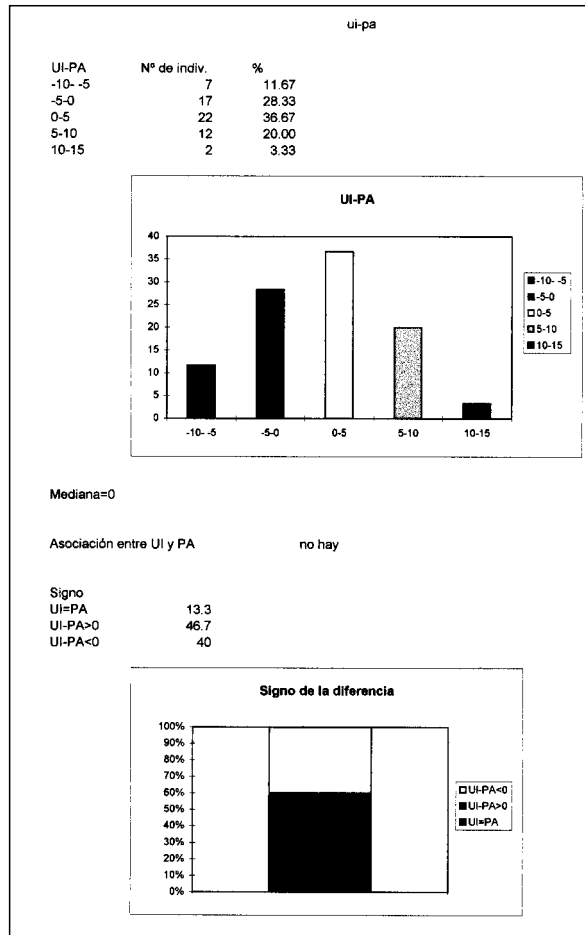 ui-pa
UI-PA Nº de indiv. %
-10- -5 7 11.67
-5-0 17 28.33
0-5 22 36.67
5-10 12 20.00
10-15 2 3.33
UI-PA
40
35
30
25
20
15
10
5
0
-10- -5 -5-0 0-5 5-10 10-15
-10- -5
-5-0
0-5
5-10
10-15
Mediana=0
Asociación entre UI y PA no hay
Signo
UI=PA 13.3
UI-PA>0 46.7
UI-PA<0 40
Signo de la diferencia
100%
90%
80%
70%
60%
50%
40%
30%
20%
10%
0%
UI-PA<0
UI-PA>0
UI=PA